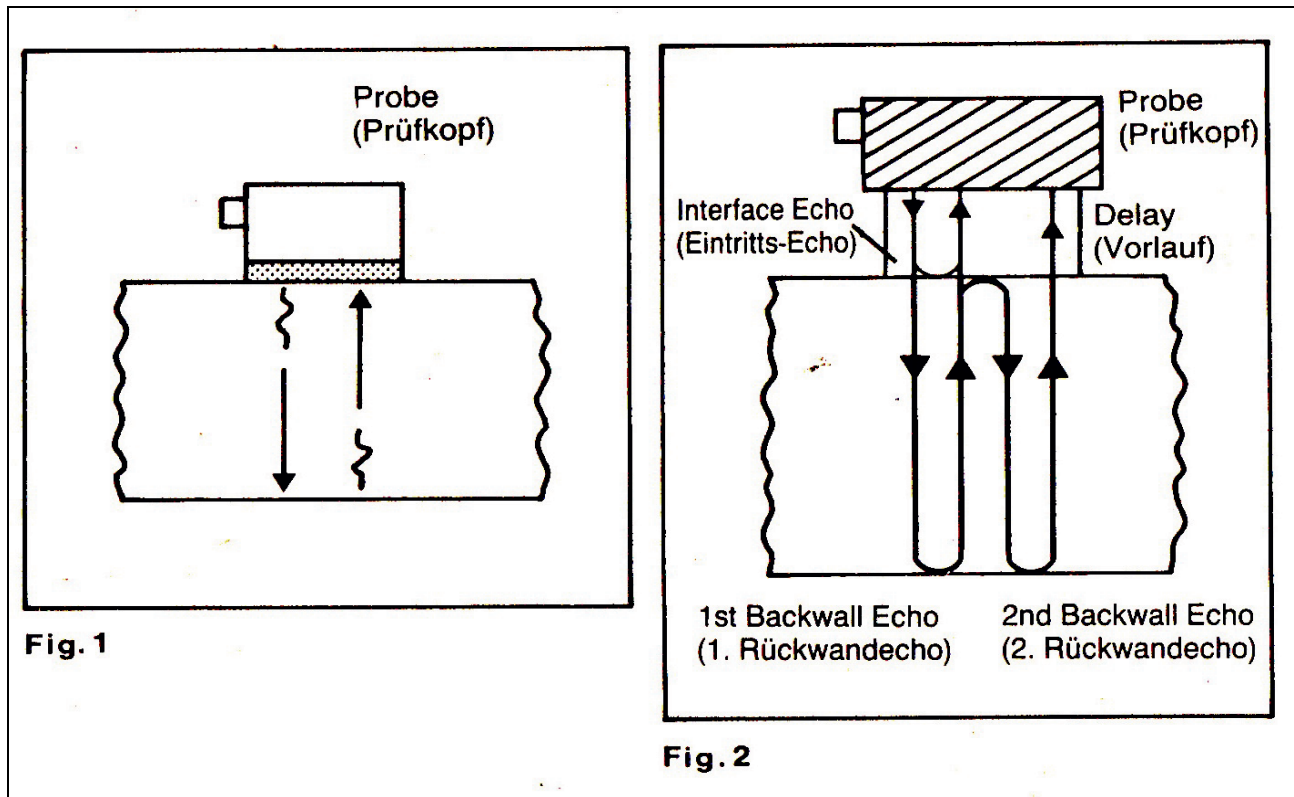 Probe
(Prüfkopf)
Fig.1
Probe
(Prüfkopf)
Interface Echo
(Eintritts-Echo)
Delay
(Vorlauf)
1st Backwall Echo
(1. Rückwandecho)
2nd Backwall Echo
(2. Rückwandecho)
Fig.2